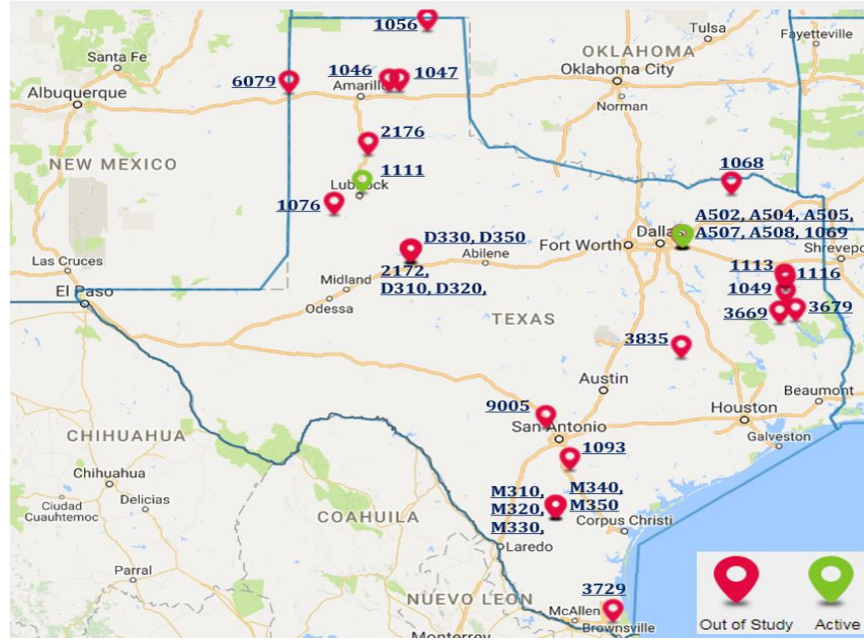 1056
Tulsa
Fayetteville
Santa Fe
OKLAHOMA
Oklahoma City
6079
1046
1047
Albuquerque
Amarillo
Norman
2176
NEW MEXICO
1111
1068
Lubbock
1076
A502, A504, A505,
A507, A508, 1069
D330, D350
Dallas
Fort Worth
Abilene
Shrevepo
Las Cruces
2172,
D310, D320,
1113
1116
Midland
1049
El Paso
Odessa
TEXAS
3669
3679
3835
Austin
Beaumont
9005
Houston
San Antonio
CHIHUAHUA
Galveston
1093
Chihuahua
M310,
M320,
M330,
M340,
M350
Ciudad
Cuauhtemoc
Delicias
COAHUILA
Corpus Christi
Laredo
Parral
3729
NUEVO LEON
McAllen
Brownsville
Monterrey
Out of Study
Active